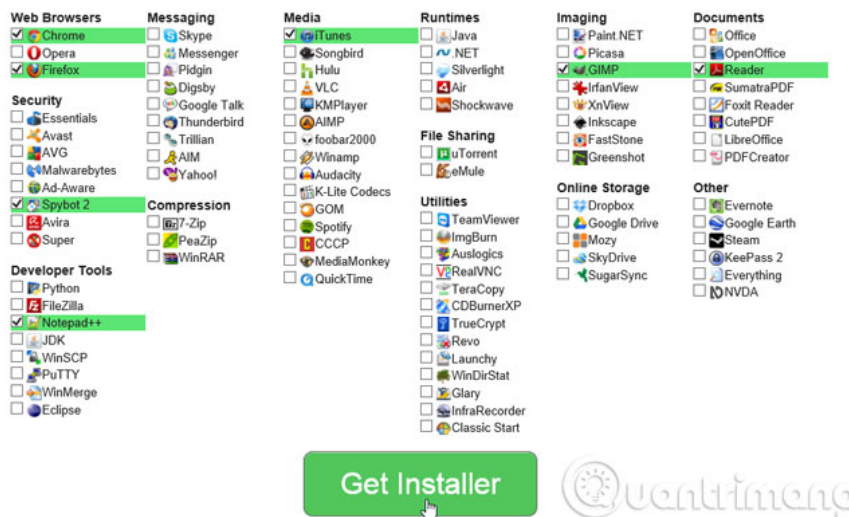 Web Browsers
Chrome
Opera
Firefox
Security
Essentials
Avast
AVG
Malwarebytes
Ad-Aware
Spybot 2
Avira
Super
Developer Tools
Python
FileZilla
Notepad++
JDK
WinSCP
PuTTY
WinMerge
Eclipse
Messaging
Skype
Messenger
Pidgin
Digsby
Google Talk
Thunderbird
Trillian
AIM
Yahoo!
Compression
7-Zip
PeaZip
WinRAR
Media
iTunes
Songbird
Hulu
VLC
KMPlayer
AIMP
foobar2000
Winamp
Audacity
K-Lite Codecs
GOM
Spotify
CCCP
MediaMonkey
QuickTime
Runtimes
Java
.NET
Silverlight
Air
Shockwave
File Sharing
uTorrent
eMule
Utilities
TeamViewer
ImgBurn
Auslogics
RealVNC
TeraCopy
CDBurnerXP
TrueCrypt
Revo
Launchy
WinDirStat
Glary
InfraRecorder
Classic Start
Imaging
Paint.NET
Picasa
GIMP
IrfanView
XnView
Inkscape
FastStone
Greenshot
Online Storage
Dropbox
Google Drive
Mozy
SkyDrive
SugarSync
Documents
Office
OpenOffice
Reader
SumatraPDF
Foxit Reader
CutePDF
LibreOffice
PDFCreator
Other
Evernote
Google Earth
Steam
KeePass 2
Everything
NVDA
Get Installer
Quantrimang